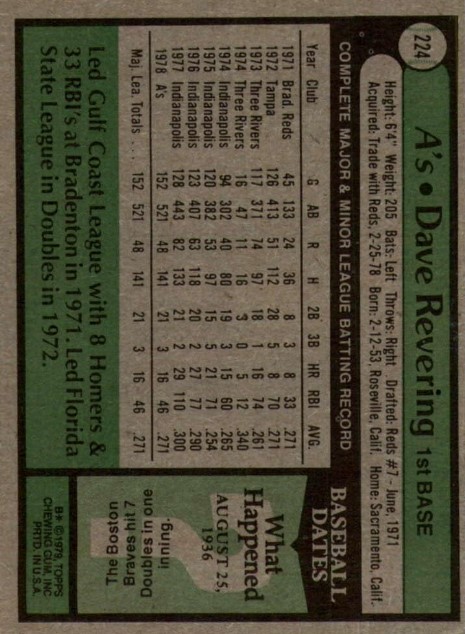 224
A's • Dave Revering 1st BASE
Height: 6'4" Weight: 205 Bats: Left Throws: Right Drafted: Reds #7 - June, 1971
Acquired: Trade with Reds, 2-25-78 Born: 2-12-53, Roseville, Calif. Home: Sacramento, Calif.
COMPLETE MAJOR & MINOR LEAGUE BATTING RECORD
Year Club G AB R H 2B 3B HR RBI AVG.
1971 Brad. Reds 45 133 24 36 8 3 8 33 .271
1972 Tampa 126 413 51 112 28 5 8 70 .271
1973 Three Rivers 117 371 74 97 18 1 16 74 .261
1974 Three Rivers 16 47 11 16 3 0 5 12 .340
1974 Indianapolis 94 302 40 80 19 3 15 60 .265
1975 Indianapolis 120 382 53 97 15 5 21 71 .254
1976 Indianapolis 123 407 63 118 20 2 27 77 .290
1977 Indianapolis 128 443 82 133 21 2 29 110 .300
1978 A's 152 521 48 141 21 3 16 46 .271
Maj. Lea. Totals . . . 152 521 48 141 21 3 16 46 .271
Led Gulf Coast League with 8 Homers &
33 RBI's at Bradenton in 1971. Led Florida
State League in Doubles in 1972.
BASEBALL
DATES
What
Happened
AUGUST 25,
1936
The Boston
Braves hit 7
Doubles in one
inning.
B* © 1979, TOPPS
CHEWING GUM, INC.
PRTD. IN U.S.A.